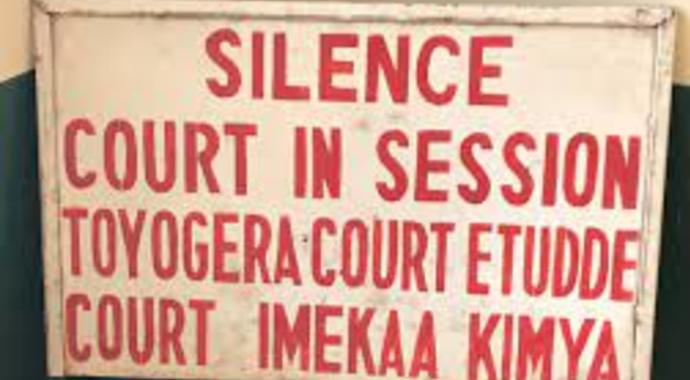 SILENCE
COURT IN SESSION
TOYOGERA COURT ETUDDE
COURT IMEKAA KIMYA